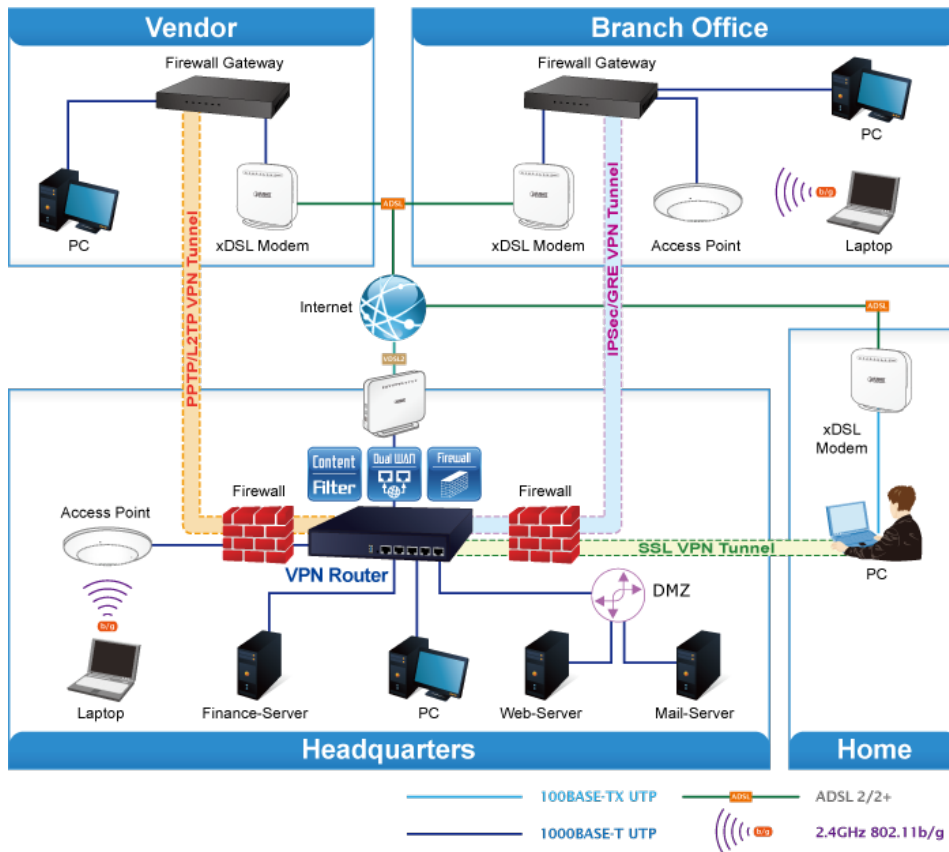 Vendor
Branch Office
Firewall Gateway
Firewall Gateway
PC
xDSL Modem
ADSL
xDSL Modem
Access Point
b/g
PC
Laptop
PPTP/L2TP VPN Tunnel
IPSec/GRE VPN Tunnel
Internet
ADSL
VDSL2
xDSL
Modem
Content
Filter
Dual WAN
Firewall
Firewall
Firewall
Access Point
VPN Router
SSL VPN Tunnel
PC
DMZ
b/g
Laptop
Finance-Server
PC
Web-Server
Mail-Server
Headquarters
Home
100BASE-TX UTP
ADSL
ADSL 2/2+
1000BASE-T UTP
b/g
2.4GHz 802.11b/g